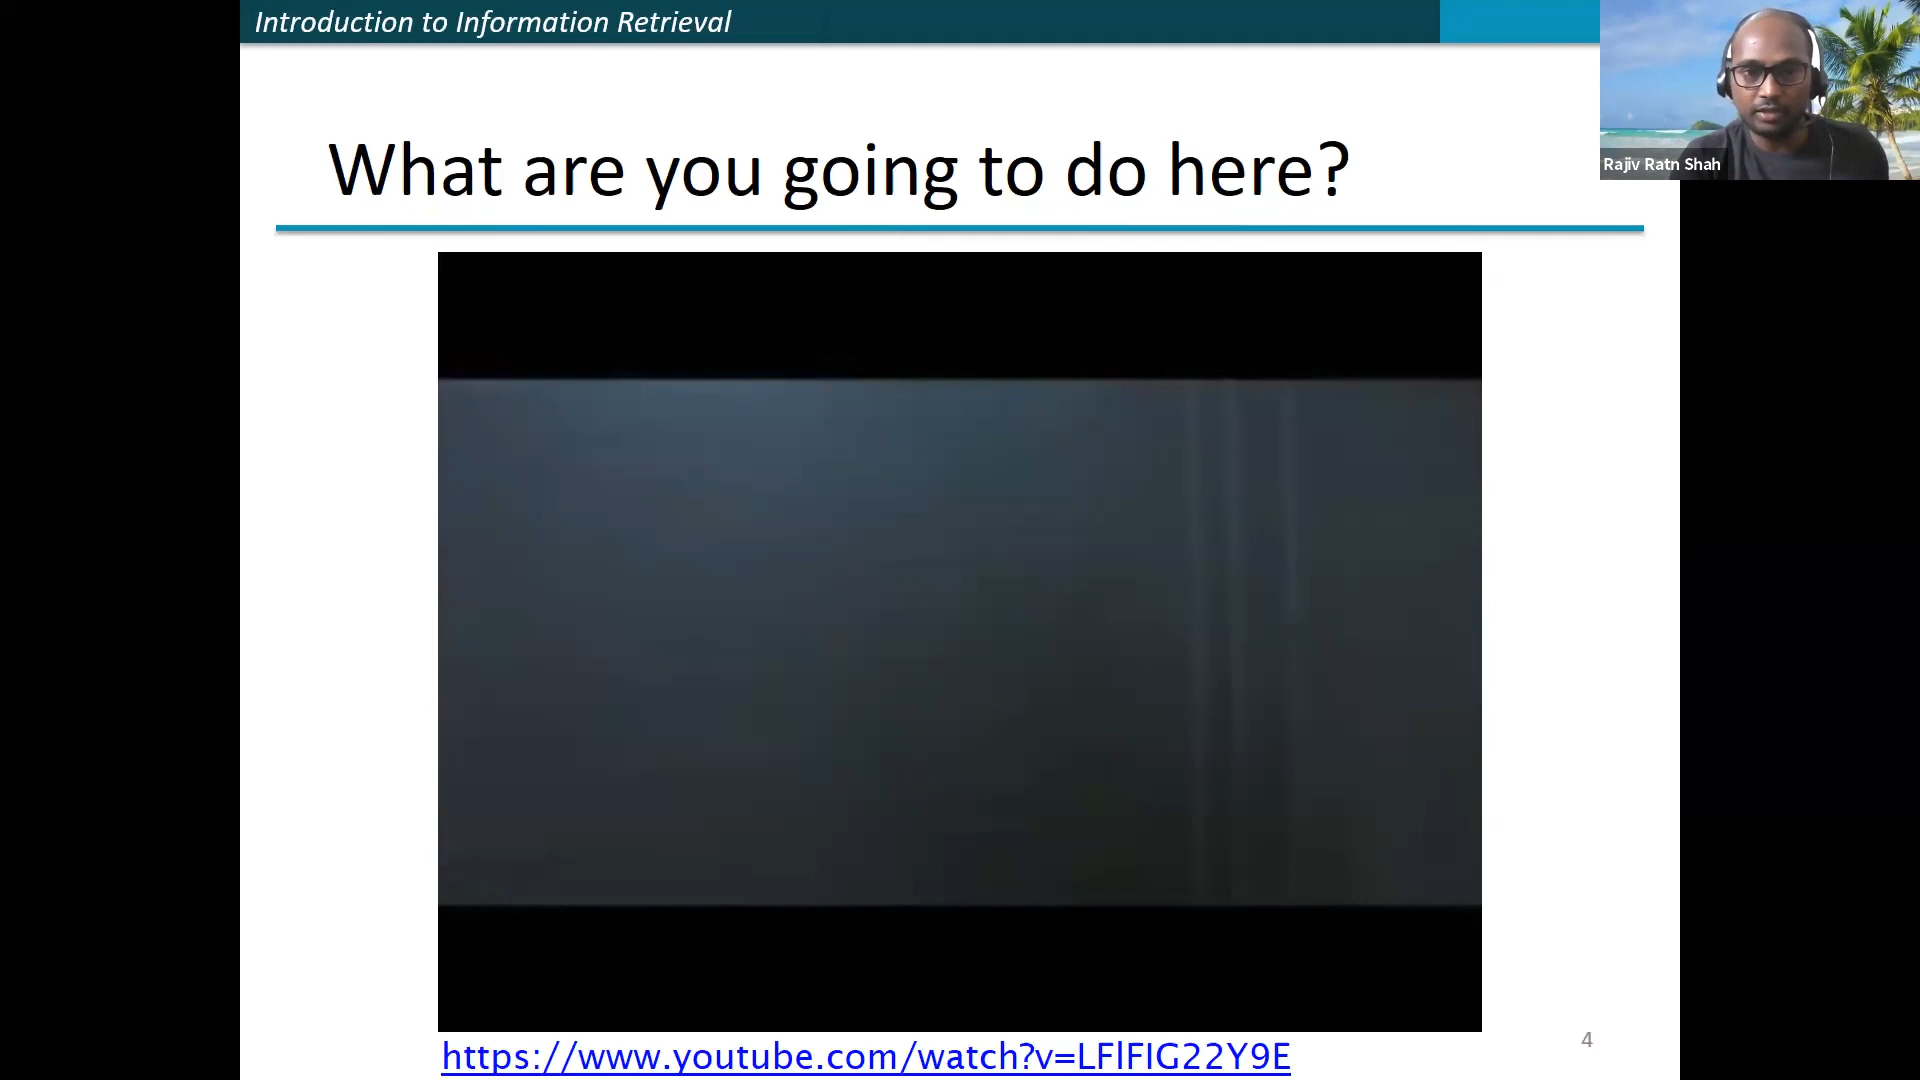 Introduction to Information Retrieval
Rajiv Ratn Shah
What are you going to do here?
https://www.youtube.com/watch?v=LFlFIG22Y9E
4